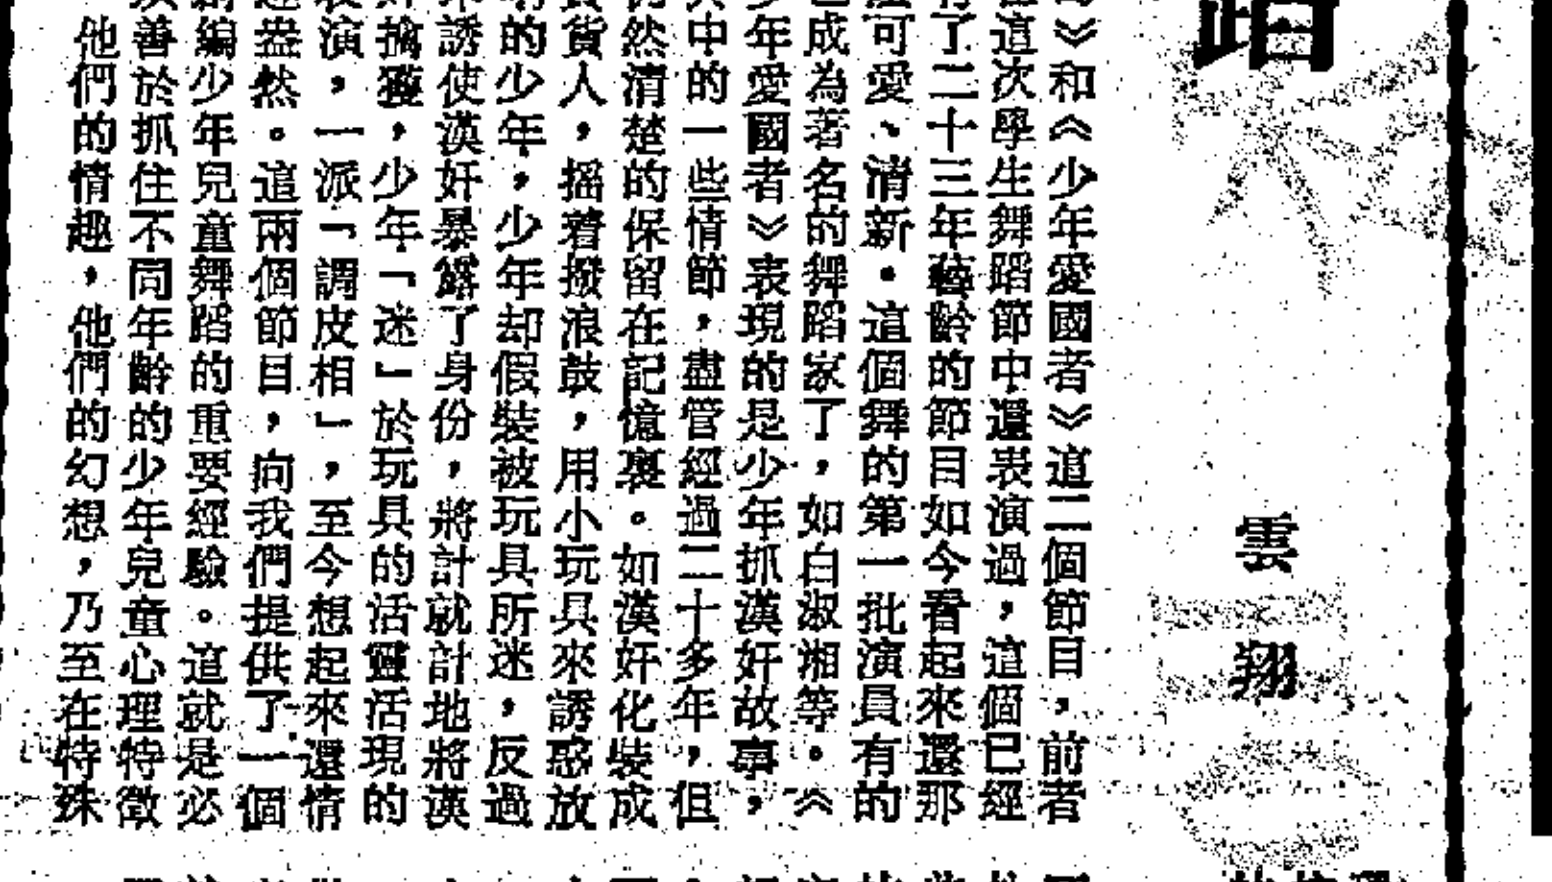 蹈
雲翔
》和《少年愛國者》這二個節目,前者
這次學生舞蹈節中還表演過,這個已經
了二十三年藝齡的節目如今看起來還那
可愛、清新。這個舞的第一批演員有的
成為著名的舞蹈家了,如白淑湘等。《
少年愛國者》表現的是少年抓漢奸故事,
中的一些情節,盡管經過二十多年,但
仍然清楚的保留在記憶裏。如漢奸化裝成
貨人,搖着撥浪鼓,用小玩具來誘惑放
的少年,少年却假裝被玩具所迷,反過
誘使漢奸暴露了身份,將計就計地將漢
擒獲,少年「迷」於玩具的活靈活現的
演,一派「調皮相」,至今想起來還情
盎然。這兩個節目,向我們提供了一個
編少年兒童舞蹈的重要經驗。這就是必
善於抓住不同年齡的少年兒童心理特徵
他們的情趣,他們的幻想,乃至在特殊